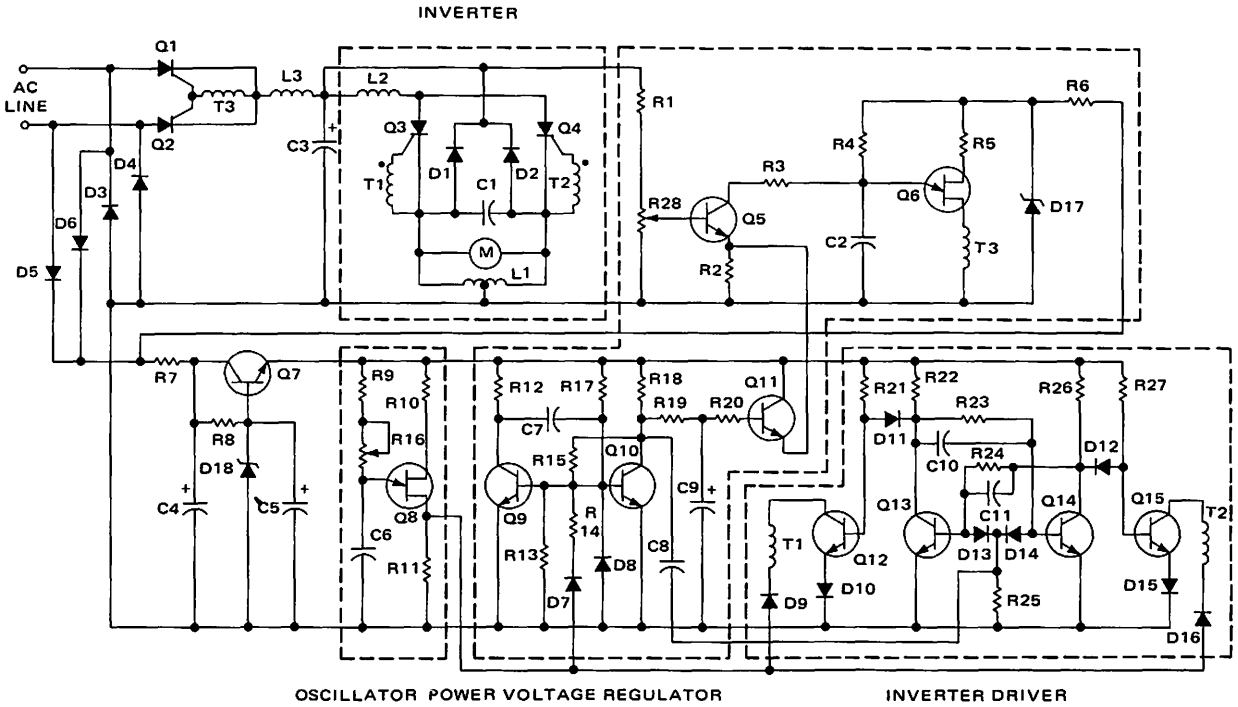 INVERTER
Q1
AC
LINE
T3
L3
L2
Q2
R1
R6
Q3
Q4
R4
R5
C3
+
D4
D3
D6
D5
T1
D1
D2
T2
C1
R3
R28
Q5
Q6
D17
C2
T3
M
L1
R2
R7
Q7
R9
R10
R12
R17
R18
Q11
R21
R22
R26
R27
R8
R16
C7
R19
R20
R23
D11
D12
C10
D18
R15
Q10
R24
C4
+
C5
+
Q8
Q9
C9
+
Q13
C11
Q14
Q15
T2
C6
R
14
T1
Q12
D13
D14
R13
D8
C8
R11
D7
D9
D10
R25
D15
D16
OSCILLATOR POWER VOLTAGE REGULATOR
INVERTER DRIVER